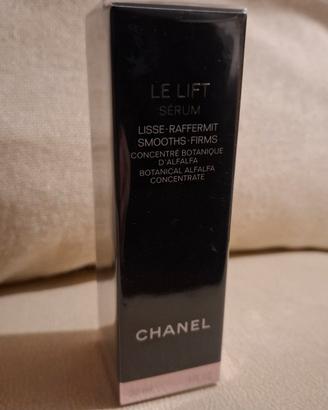 LE LIFT
SÉRUM
LISSE-RAFFERMIT
SMOOTHS-FIRMS
CONCENTRÉ BOTANIQUE
D'ALFALFA
BOTANICAL ALFALFA
CONCENTRATE
CHANEL